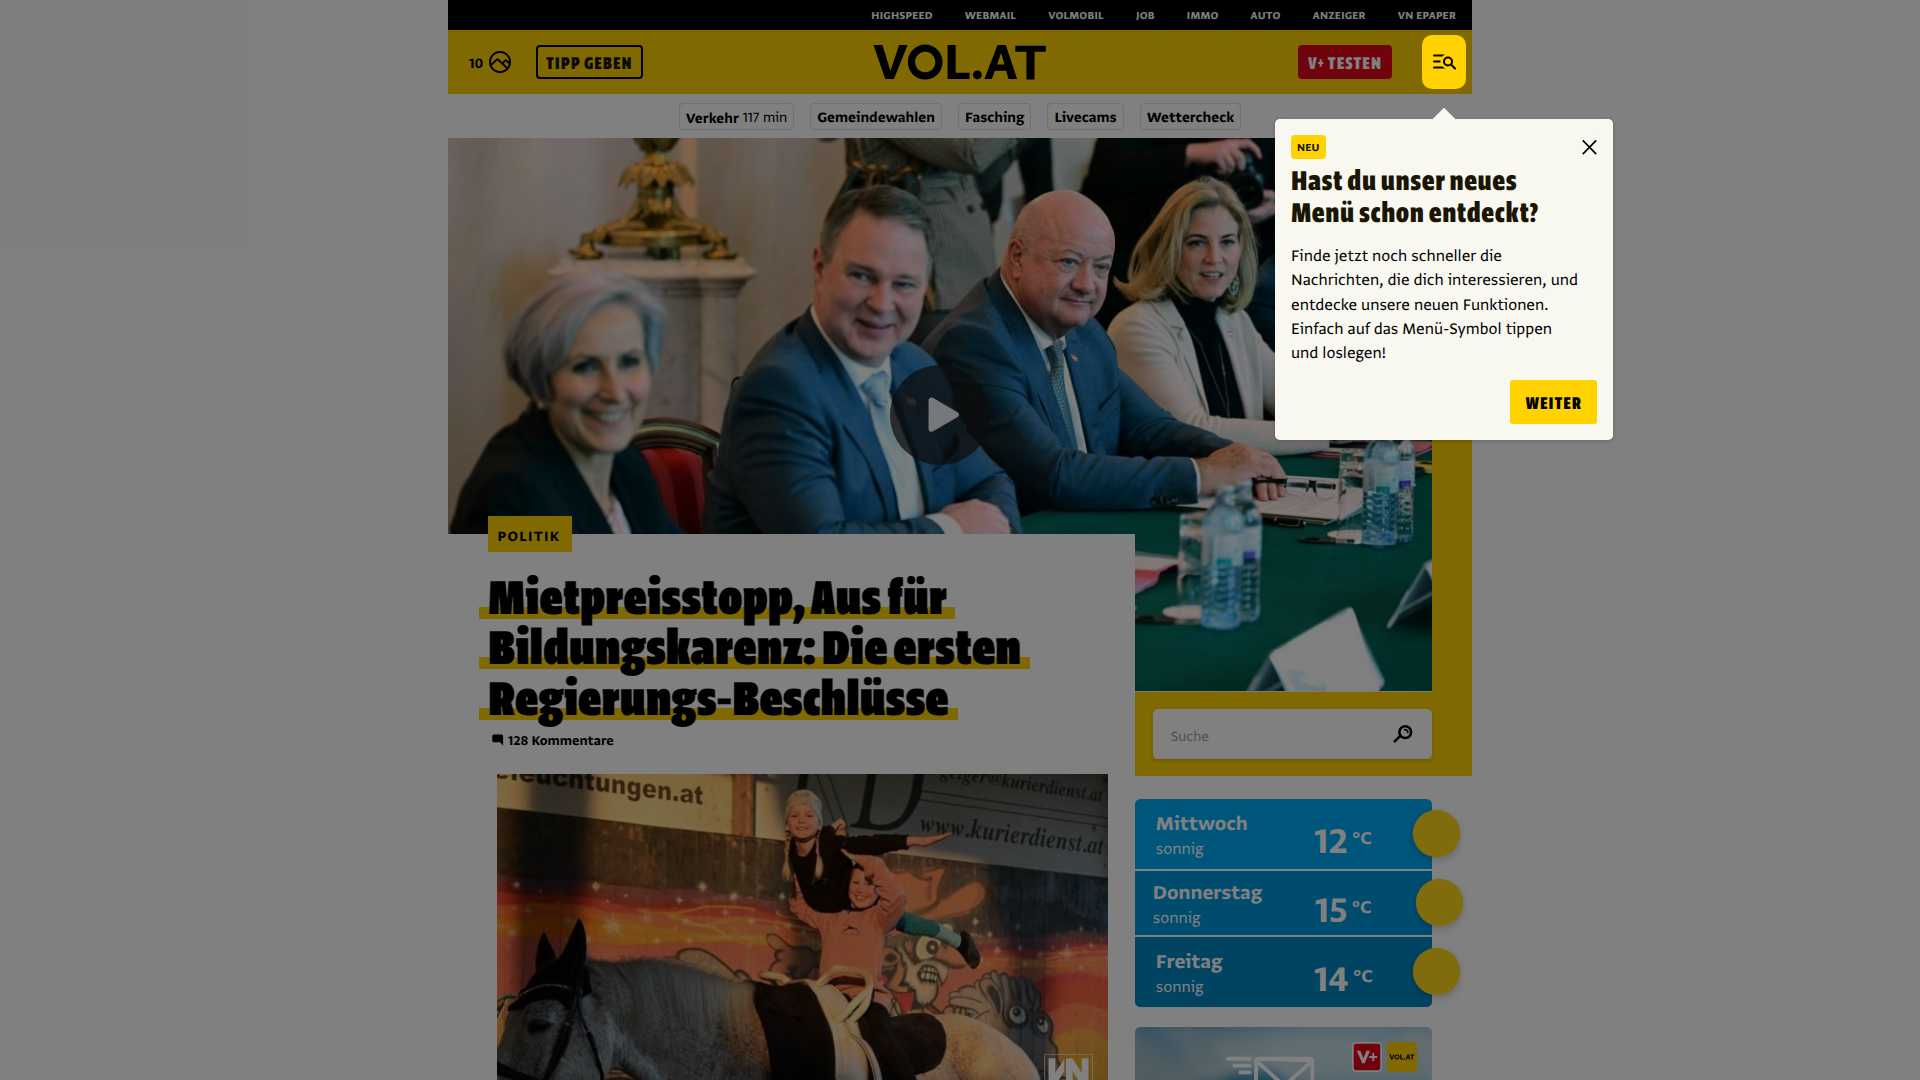 HIGHSPEED
WEBMAIL
VOLMOBIL
JOB
IMMO
AUTO
ANZEIGER
VN EPAPER
10
TIPP GEBEN
VOL.AT
V+ TESTEN
Verkehr 117 min
Gemeindewahlen
Fasching
Livecams
Wettercheck
NEU
Hast du unser neues
Menü schon entdeckt?
Finde jetzt noch schneller die
Nachrichten, die dich interessieren, und
entdecke unsere neuen Funktionen.
Einfach auf das Menü-Symbol tippen
und loslegen!
WEITER
POLITIK
Mietpreisstopp, Aus für
Bildungskarenz: Die ersten
Regierungs-Beschlüsse
128 Kommentare
Suche
geiger@kurierdienst.at
www.kurierdienst.at
VN
Mittwoch
sonnig
12 °C
Donnerstag
sonnig
15 °C
Freitag
sonnig
14 °C
V+
VOL.AT